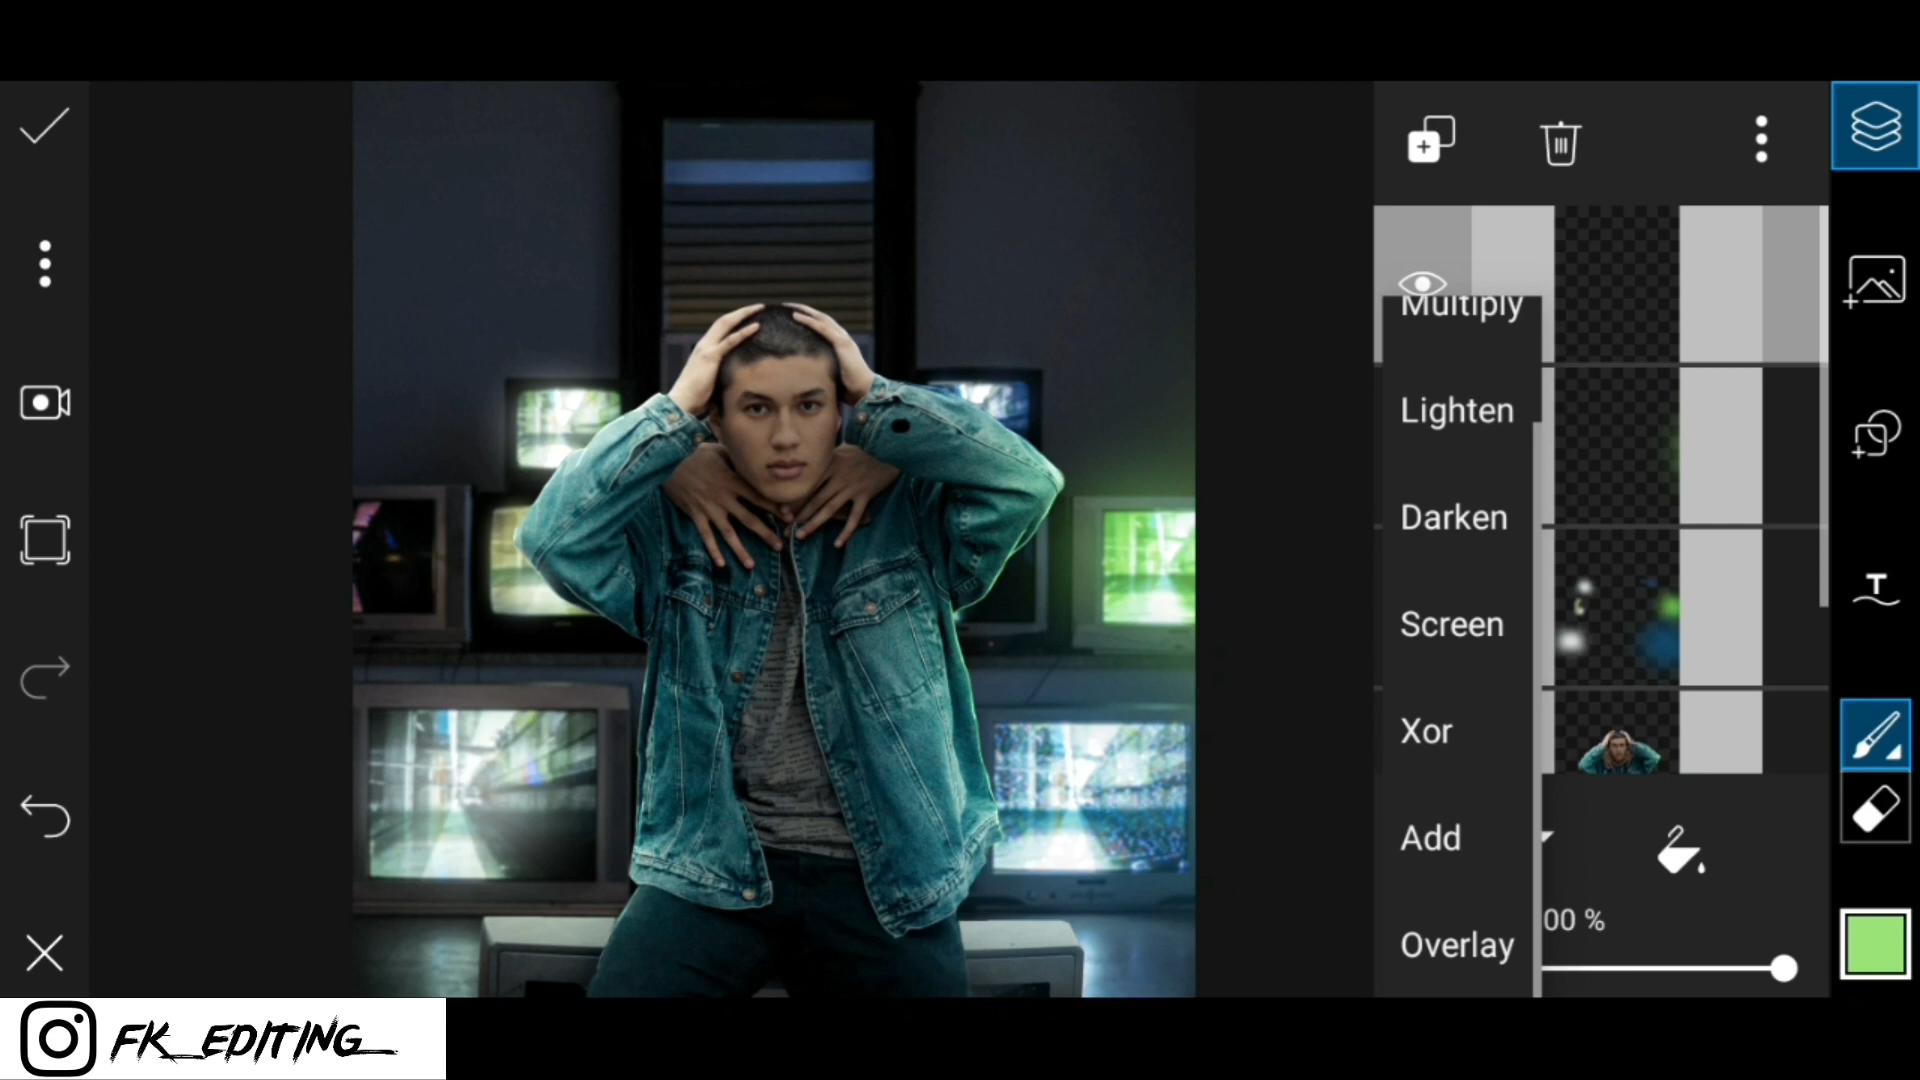 Multiply
Lighten
Darken
Screen
Xor
Add
Overlay
00 %
T
FK_EDITING_